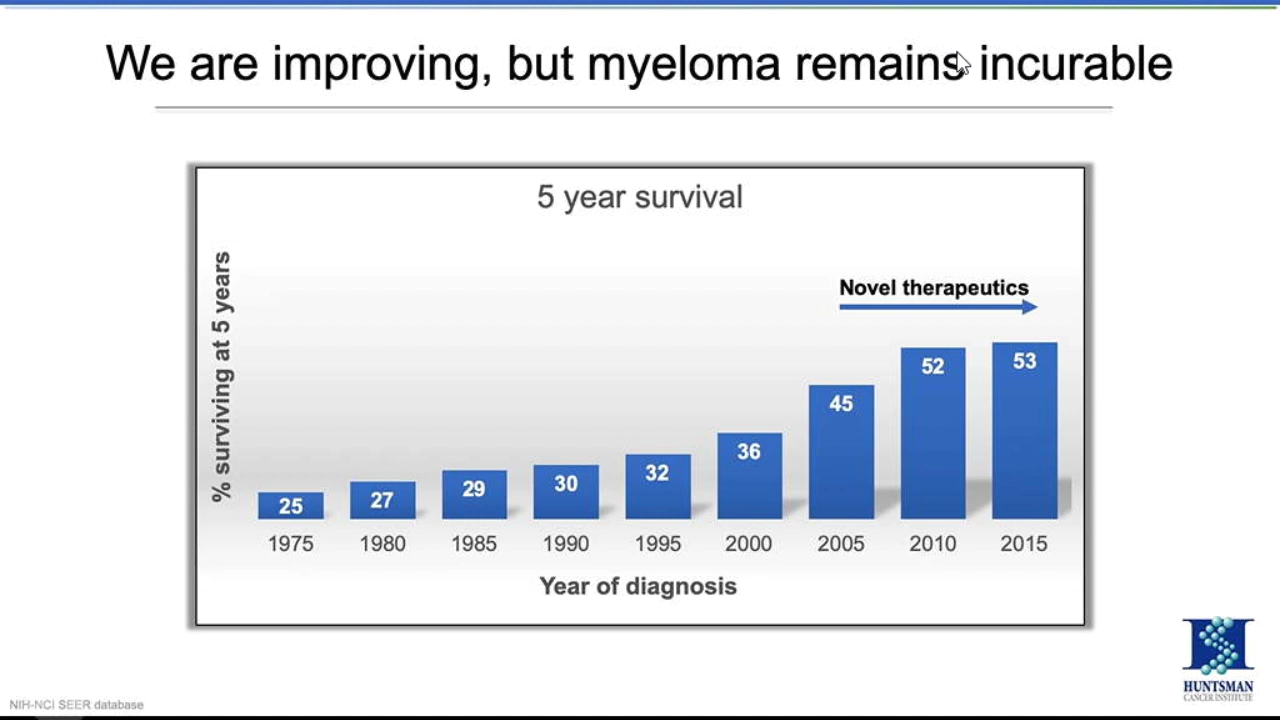 We are improving, but myeloma remains incurable
5 year survival
% surviving at 5 years
Novel therapeutics
25 27 29 30 32 36 45 52 53
1975 1980 1985 1990 1995 2000 2005 2010 2015
Year of diagnosis
HUNTSMAN
CANCER INSTITUTE
NIH-NCI SEER database